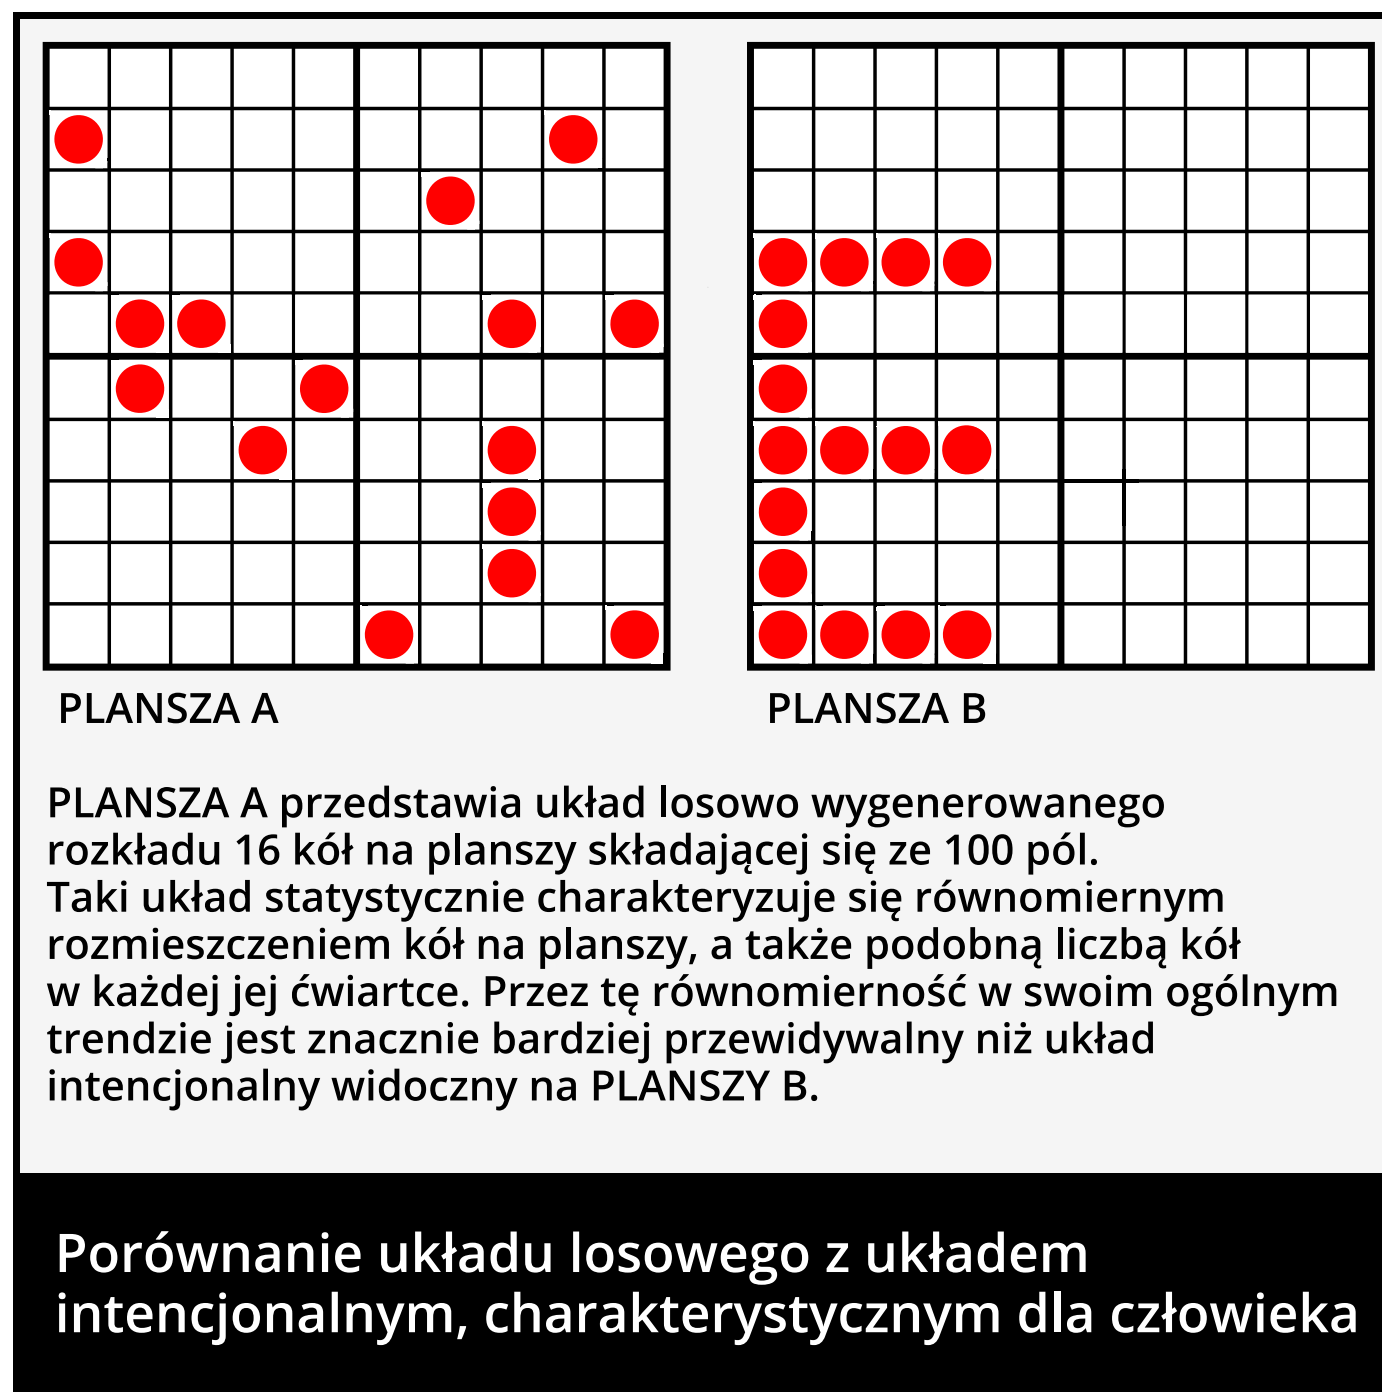 PLANSZA A
PLANSZA B
PLANSZA A przedstawia układ losowo wygenerowanego
rozkładu 16 kół na planszy składającej się ze 100 pól.
Taki układ statystycznie charakteryzuje się równomiernym
rozmieszczeniem kół na planszy, a także podobną liczbą kół
w każdej jej ćwiartce. Przez tę równomierność w swoim ogólnym
trendzie jest znacznie bardziej przewidywalny niż układ
intencjonalny widoczny na PLANSZY B.
Porównanie układu losowego z układem
intencjonalnym, charakterystycznym dla człowieka